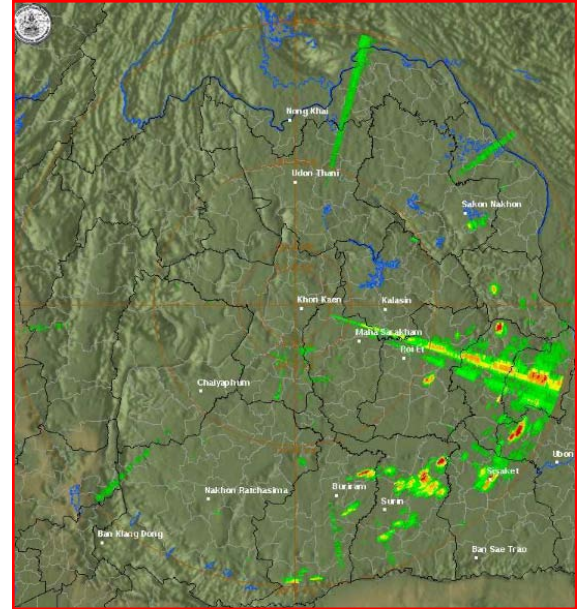 Nong Khai
Udon Thani
Sakon Nakhon
Khon Kaen
Kalasin
Maha Sarakham
Roi Et
Chaiyaphum
Sisaket
Ubon
Buriram
Nakhon Ratchasima
Surin
Ban Klang Dong
Ban Sae Trao